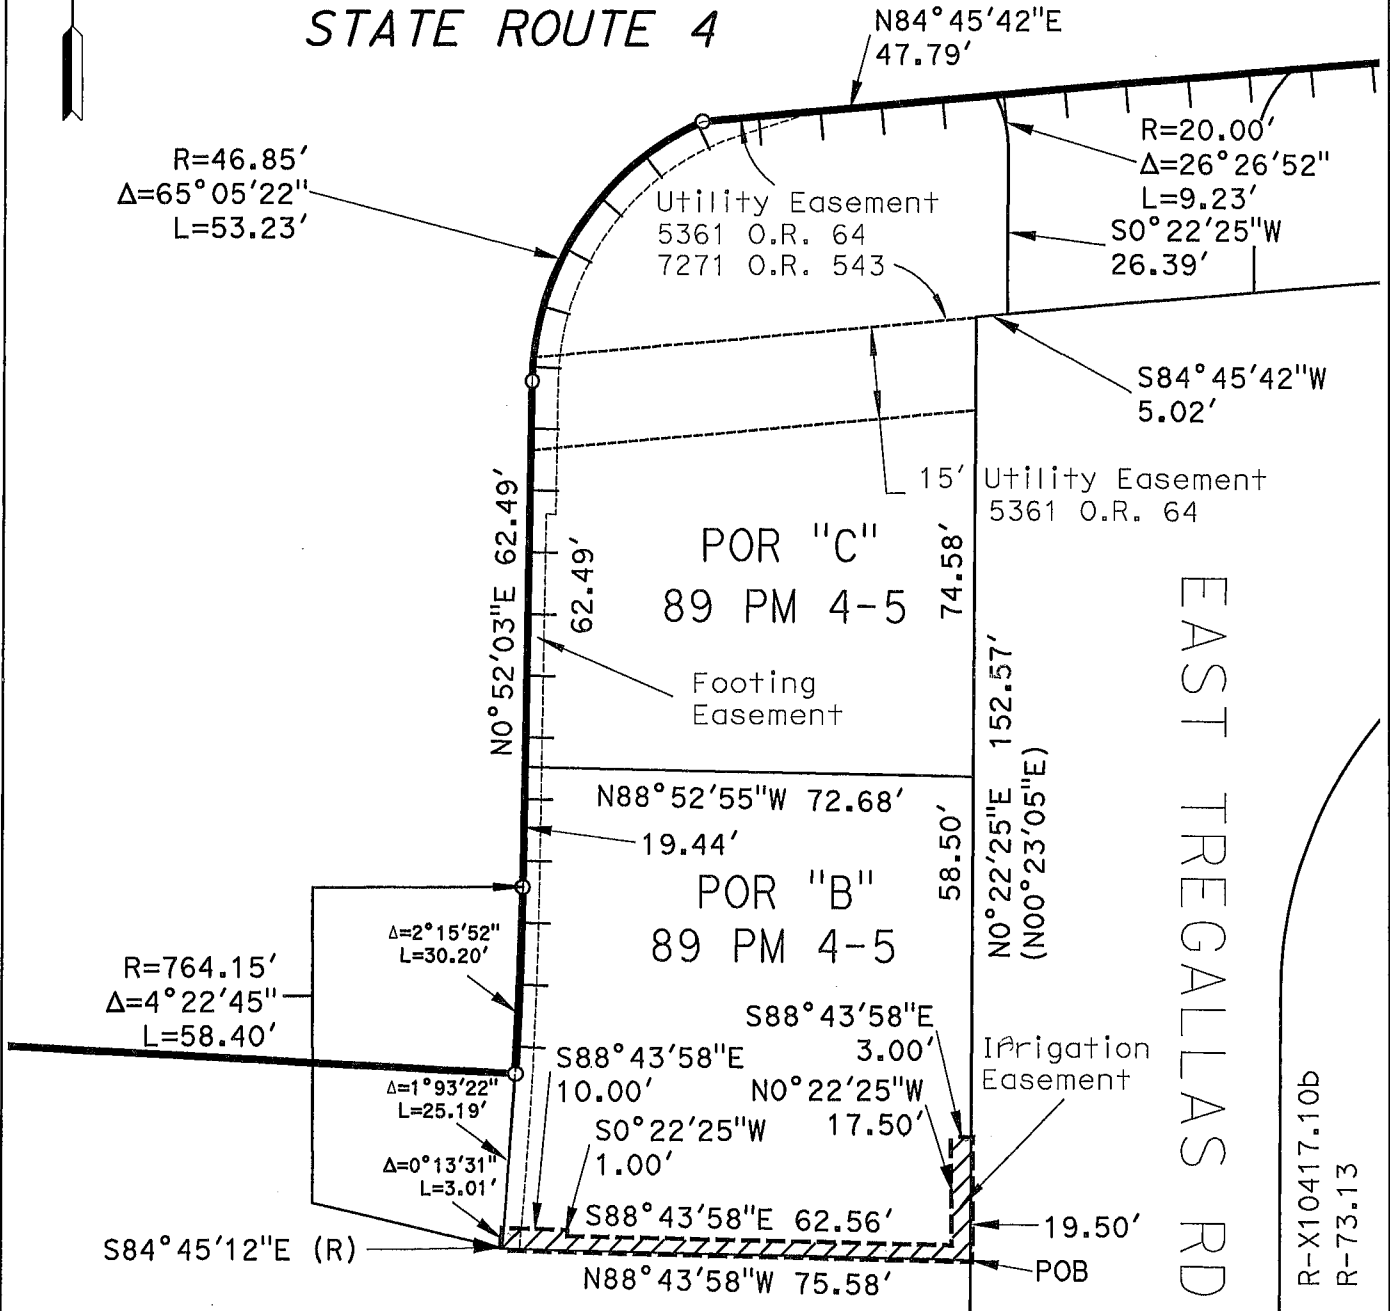 STATE ROUTE 4
N84°45'42"E
47.79'
R=46.85'
Δ=65°05'22"
L=53.23'
R=20.00'
Δ=26°26'52"
L=9.23'
S0°22'25"W
26.39'
Utility Easement
5361 O.R. 64
7271 O.R. 543
S84°45'42"W
5.02'
15' Utility Easement
5361 O.R. 64
N0°52'03"E 62.49'
62.49'
POR "C"
89 PM 4-5
74.58'
Footing
Easement
N0°22'25"E 152.57'
(N00°23'05"E)
EAST TREGALLAS RD
N88°52'55"W 72.68'
19.44'
58.50'
POR "B"
89 PM 4-5
Δ=2°15'52"
L=30.20'
R=764.15'
Δ=4°22'45"
L=58.40'
S88°43'58"E
3.00'
Irrigation
Easement
S88°43'58"E
10.00'
N0°22'25"W
17.50'
Δ=1°93'22"
L=25.19'
S0°22'25"W
1.00'
Δ=0°13'31"
L=3.01'
S88°43'58"E 62.56'
19.50'
S84°45'12"E (R)
N88°43'58"W 75.58'
POB
R-X10417.10b
R-73.13